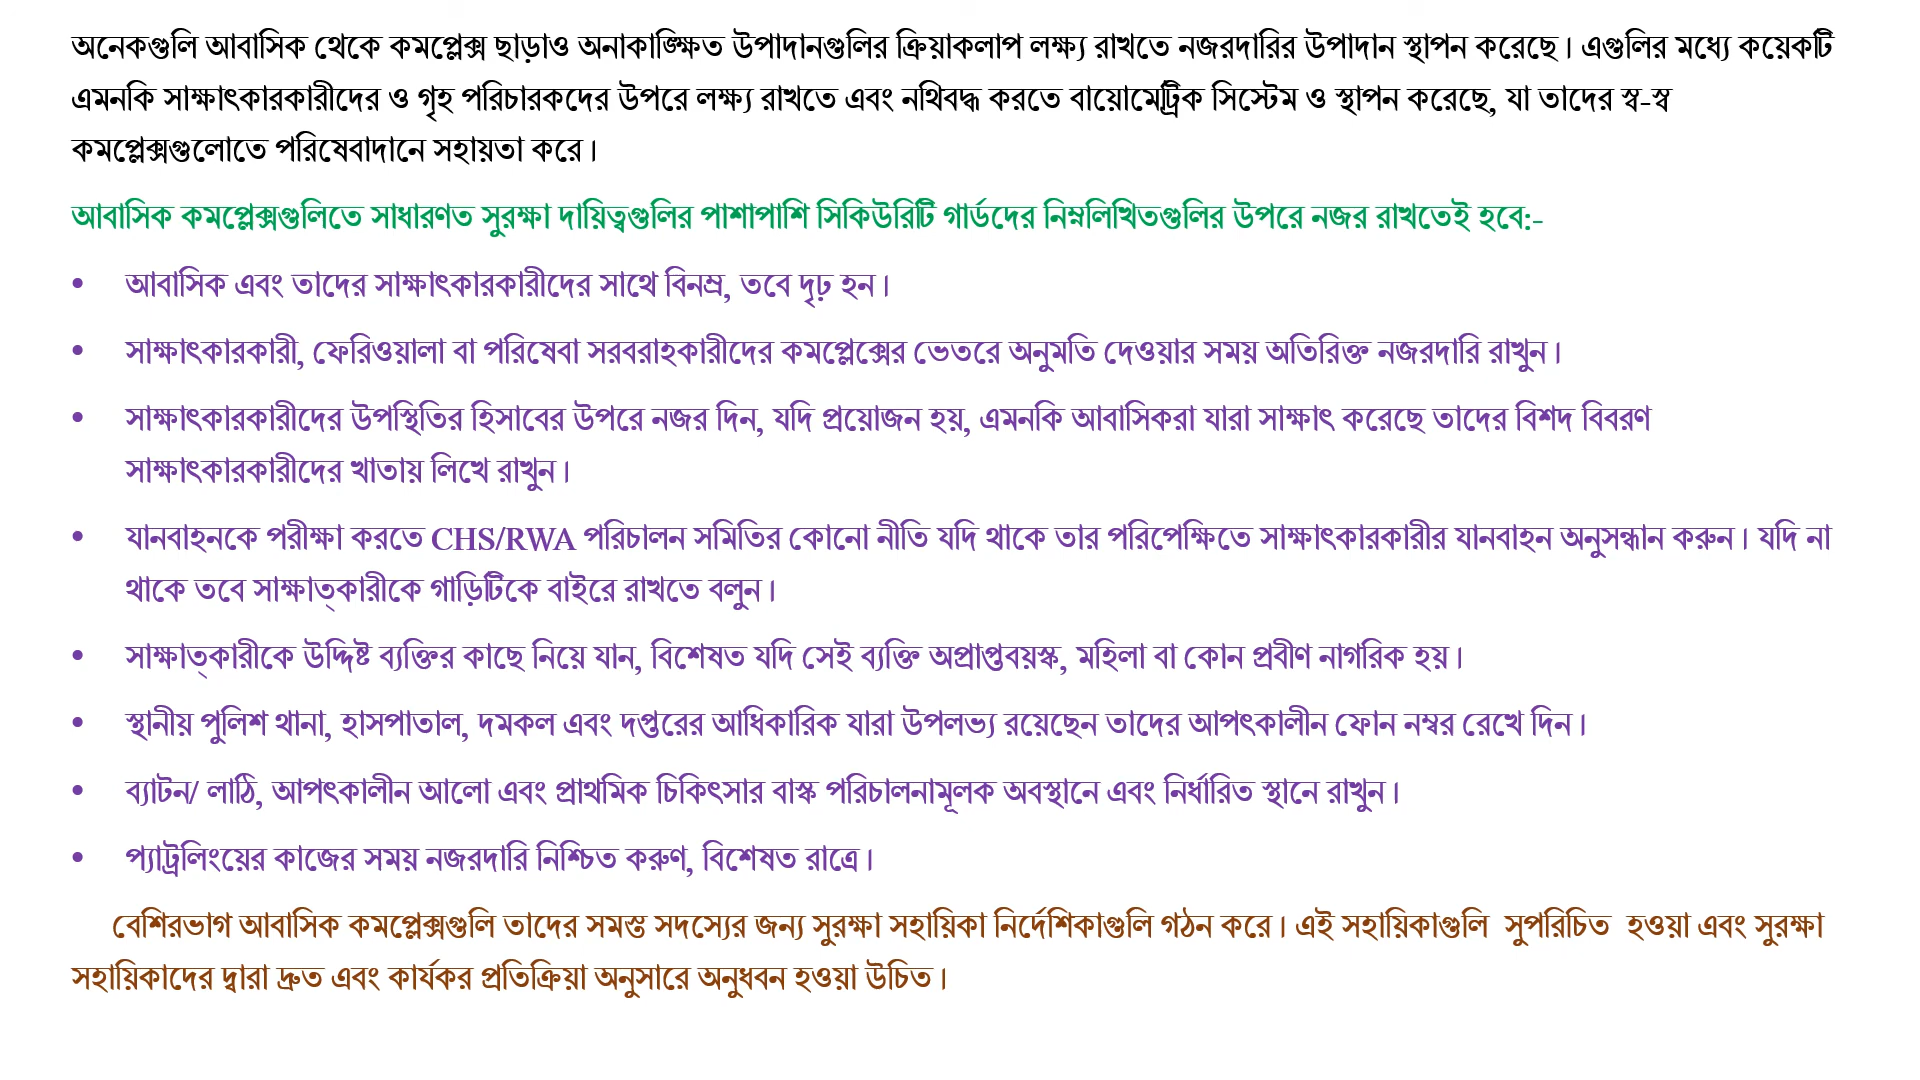 অনেকগুলি আবাসিক থেকে কমপ্লেক্স ছাড়াও অনাকাঙ্ক্ষিত উপাদানগুলির ক্রিয়াকলাপ লক্ষ্য রাখতে নজরদারির উপাদান স্থাপন করেছে। এগুলির মধ্যে কয়েকটি
এমনকি সাক্ষাৎকারকারীদের ও গৃহ পরিচারকদের উপরে লক্ষ্য রাখতে এবং নথিবদ্ধ করতে বায়োমেট্রিক সিস্টেম ও স্থাপন করেছে, যা তাদের স্ব-স্ব
কমপ্লেক্সগুলোতে পরিষেবাদানে সহায়তা করে।
আবাসিক কমপ্লেক্সগুলিতে সাধারণত সুরক্ষা দায়িত্বগুলির পাশাপাশি সিকিউরিটি গার্ডদের নিম্নলিখিতগুলির উপরে নজর রাখতেই হবে:-
• আবাসিক এবং তাদের সাক্ষাৎকারকারীদের সাথে বিনম্র, তবে দৃঢ় হন।
• সাক্ষাৎকারকারী, ফেরিওয়ালা বা পরিষেবা সরবরাহকারীদের কমপ্লেক্সের ভেতরে অনুমতি দেওয়ার সময় অতিরিক্ত নজরদারি রাখুন।
• সাক্ষাৎকারকারীদের উপস্থিতির হিসাবের উপরে নজর দিন, যদি প্রয়োজন হয়, এমনকি আবাসিকরা যারা সাক্ষাৎ করেছে তাদের বিশদ বিবরণ
সাক্ষাৎকারকারীদের খাতায় লিখে রাখুন।
• যানবাহনকে পরীক্ষা করতে CHS/RWA পরিচালন সমিতির কোনো নীতি যদি থাকে তার পরিপেক্ষিতে সাক্ষাৎকারকারীর যানবাহন অনুসন্ধান করুন। যদি না
থাকে তবে সাক্ষাত্কারীকে গাড়িটিকে বাইরে রাখতে বলুন।
• সাক্ষাত্কারীকে উদ্দিষ্ট ব্যক্তির কাছে নিয়ে যান, বিশেষত যদি সেই ব্যক্তি অপ্রাপ্তবয়স্ক, মহিলা বা কোন প্রবীণ নাগরিক হয়।
• স্থানীয় পুলিশ থানা, হাসপাতাল, দমকল এবং দপ্তরের আধিকারিক যারা উপলভ্য রয়েছেন তাদের আপৎকালীন ফোন নম্বর রেখে দিন।
• ব্যাটন/ লাঠি, আপৎকালীন আলো এবং প্রাথমিক চিকিৎসার বাস্ক পরিচালনামূলক অবস্থানে এবং নির্ধারিত স্থানে রাখুন।
• প্যাট্রলিংয়ের কাজের সময় নজরদারি নিশ্চিত করুণ, বিশেষত রাত্রে।
বেশিরভাগ আবাসিক কমপ্লেক্সগুলি তাদের সমস্ত সদস্যের জন্য সুরক্ষা সহায়িকা নির্দেশিকাগুলি গঠন করে। এই সহায়িকাগুলি সুপরিচিত হওয়া এবং সুরক্ষা
সহায়িকাদের দ্বারা দ্রুত এবং কার্যকর প্রতিক্রিয়া অনুসারে অনুধবন হওয়া উচিত।